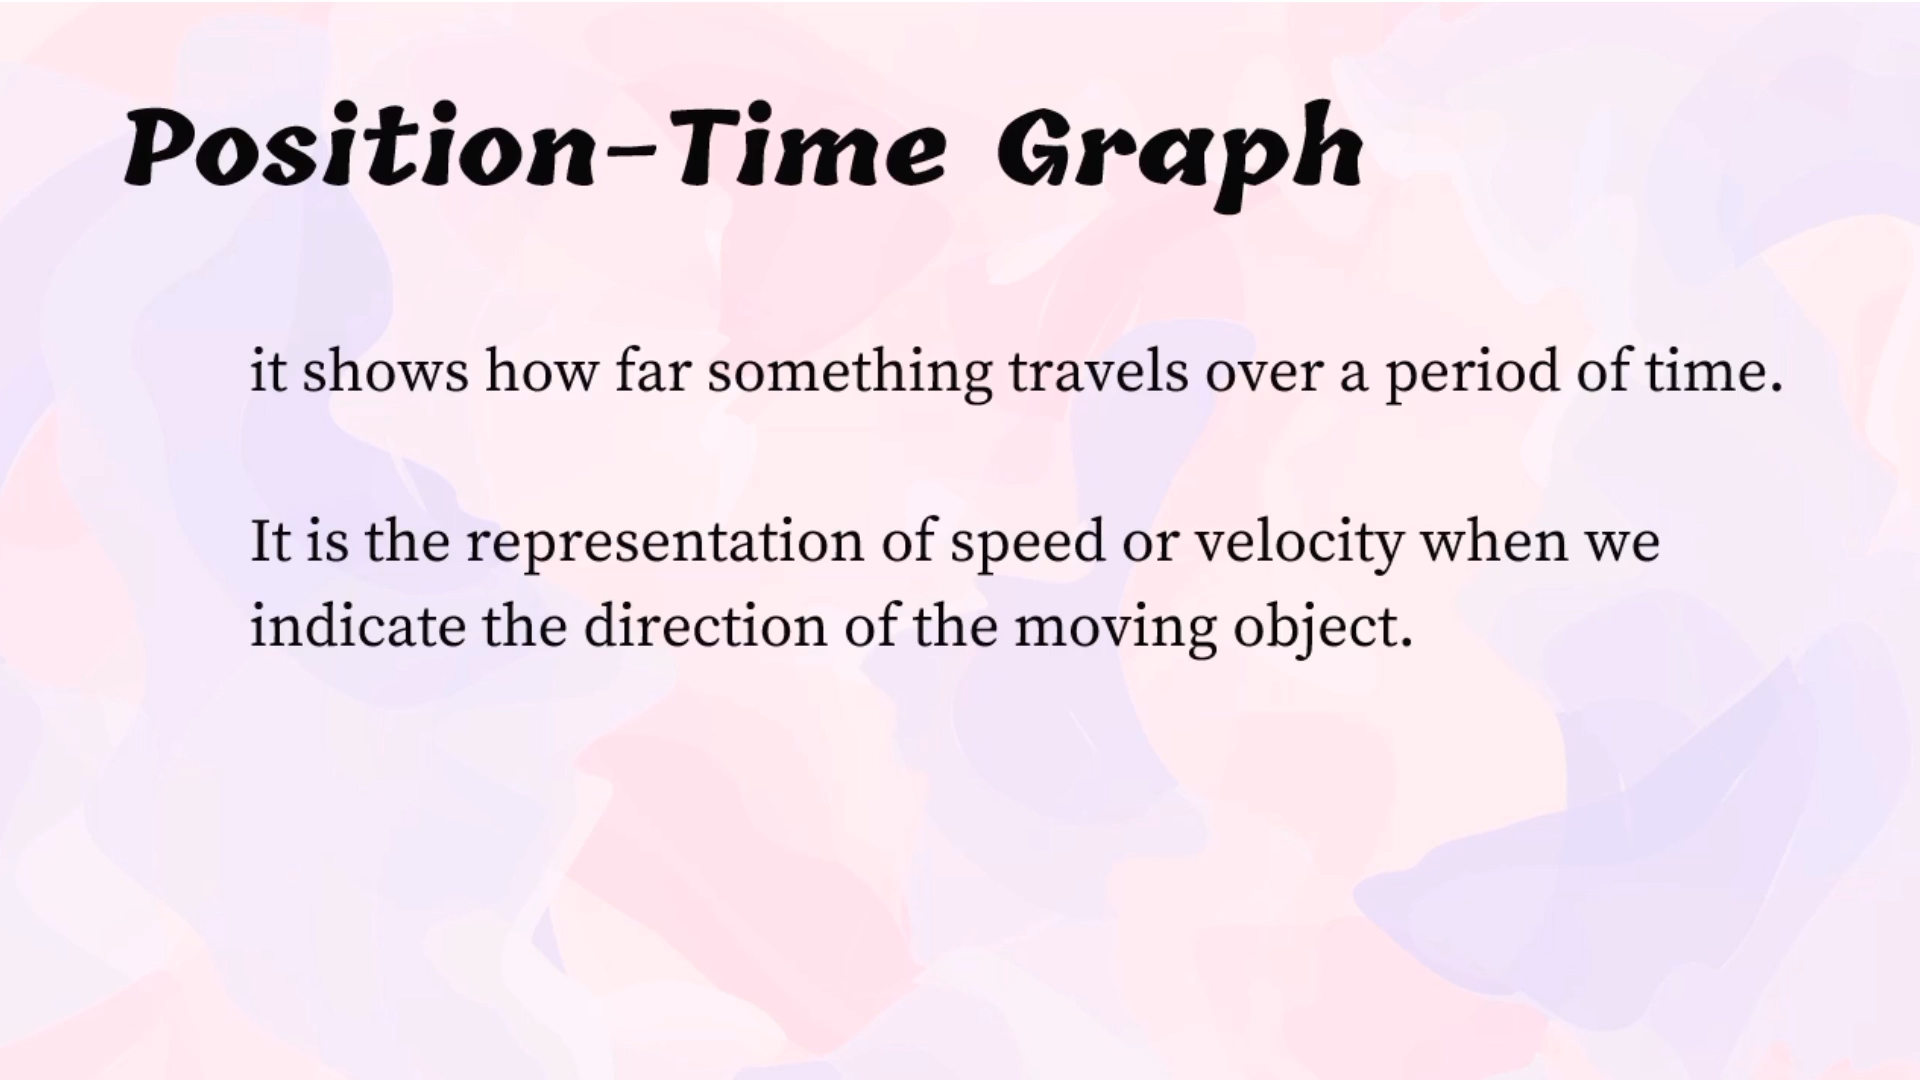 Position-Time Graph
it shows how far something travels over a period of time.
It is the representation of speed or velocity when we
indicate the direction of the moving object.